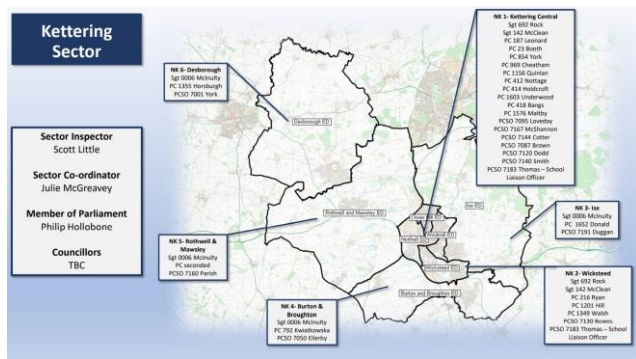 Kettering
Sector
Sector Inspector
Scott Little
Sector Co-ordinator
Julie McGreavey
Member of Parliament
Philip Hollobone
Councillors
TBC
NK 6- Desborough
Sgt 0006 McInulty
PC 1355 Horsburgh
PCSO 7001 York
NK 1- Kettering Central
Sgt 692 Rock
Sgt 142 McClean
PC 187 Leonard
PC 23 Booth
PC 854 York
PC 969 Cheatham
PC 1156 Quinlan
PC 412 Nottage
PC 414 Holdcroft
PC 1603 Underwood
PC 418 Bangs
PC 1576 Maltby
PCSO 7095 Loveday
PCSO 7167 McShannon
PCSO 7144 Cotter
PCSO 7087 Brown
PCSO 7120 Dodd
PCSO 7140 Smith
PCSO 7183 Thomas – School
Liaison Officer
Desborough ED
Ise ED
Rothwell and Mawsley ED
Windmill ED
Northall ED
Wicksteed ED
Burton and Broughton ED
NK 3- Ise
Sgt 0006 McInulty
PC 1652 Donald
PCSO 7191 Duggan
NK 5- Rothwell &
Mawsley
Sgt 0006 McInulty
PC seconded
PCSO 7160 Parish
NK 4- Burton &
Broughton
Sgt 0006 McInulty
PC 792 Kwiatkowska
PCSO 7050 Ellerby
NK 2- Wicksteed
Sgt 692 Rock
Sgt 142 McClean
PC 216 Ryan
PC 1201 Hill
PC 1349 Walsh
PCSO 7130 Bowes
PCSO 7183 Thomas – School
Liaison Officer